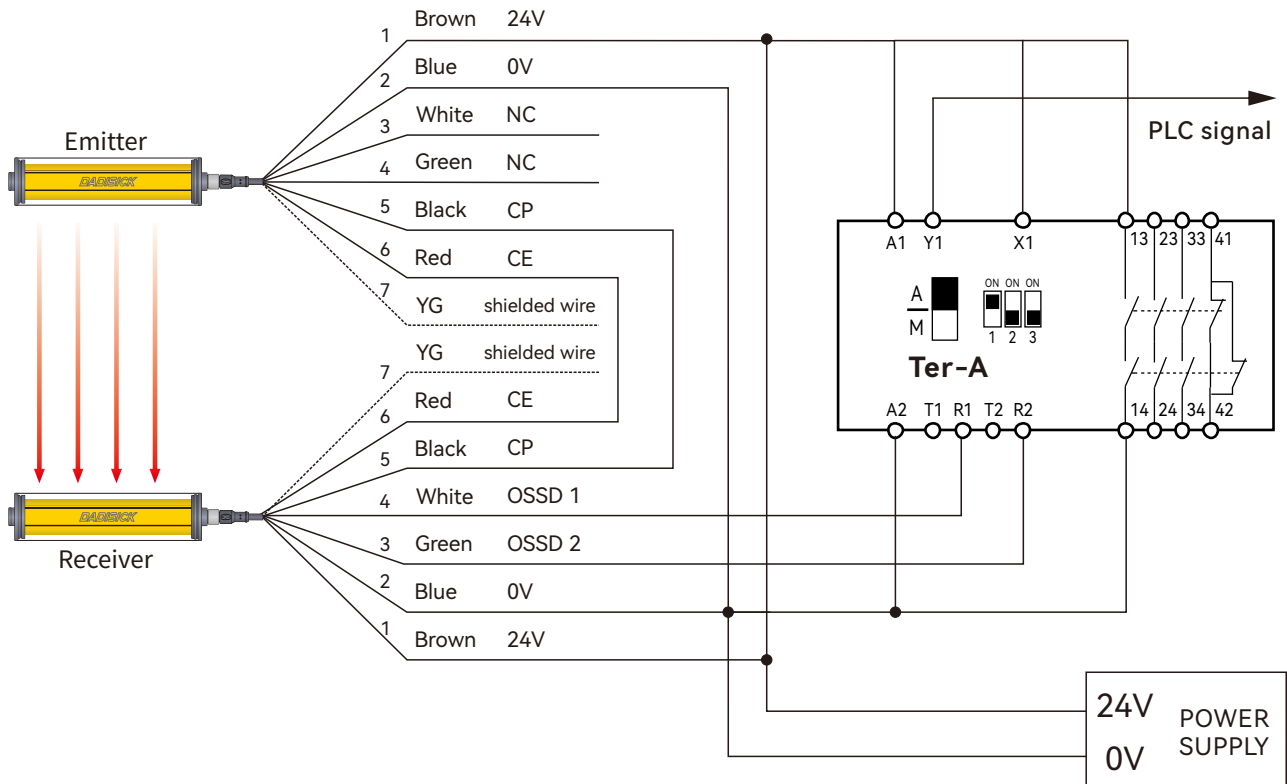 Brown 24V
1
Blue 0V
2
White NC
3
Green NC
4
Black CP
5
Red CE
6
YG shielded wire
7
Emitter
DADISICK
YG shielded wire
7
Red CE
6
Black CP
5
White OSSD 1
4
Green OSSD 2
3
Blue 0V
2
Brown 24V
1
DADISICK
Receiver
PLC signal
A1 Y1 X1 13 23 33 41
A
M
ON ON ON
1 2 3
Ter-A
A2 T1 R1 T2 R2 14 24 34 42
24V
0V
POWER
SUPPLY